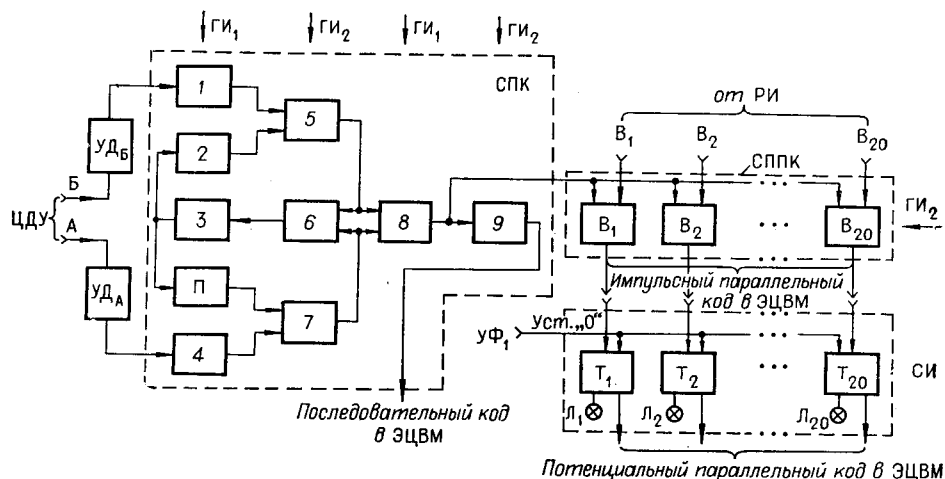 ГИ₁ ГИ₂ ГИ₁ ГИ₂
СПК
от РИ
1
5
В₁ В₂ В₂₀
УД_Б
2
СППК
ЦДУ
Б
А
3
6
8
9
В₁ В₂ ... В₂₀
ГИ₂
УД_А
П
7
4
Импульсный параллельный
код в ЭЦВМ
УФ₁
Уст.„0“
Т₁ Т₂ ... Т₂₀
СИ
Л₁ Л₂ Л₂₀
Последовательный код
в ЭЦВМ
Потенциальный параллельный код в ЭЦВМ